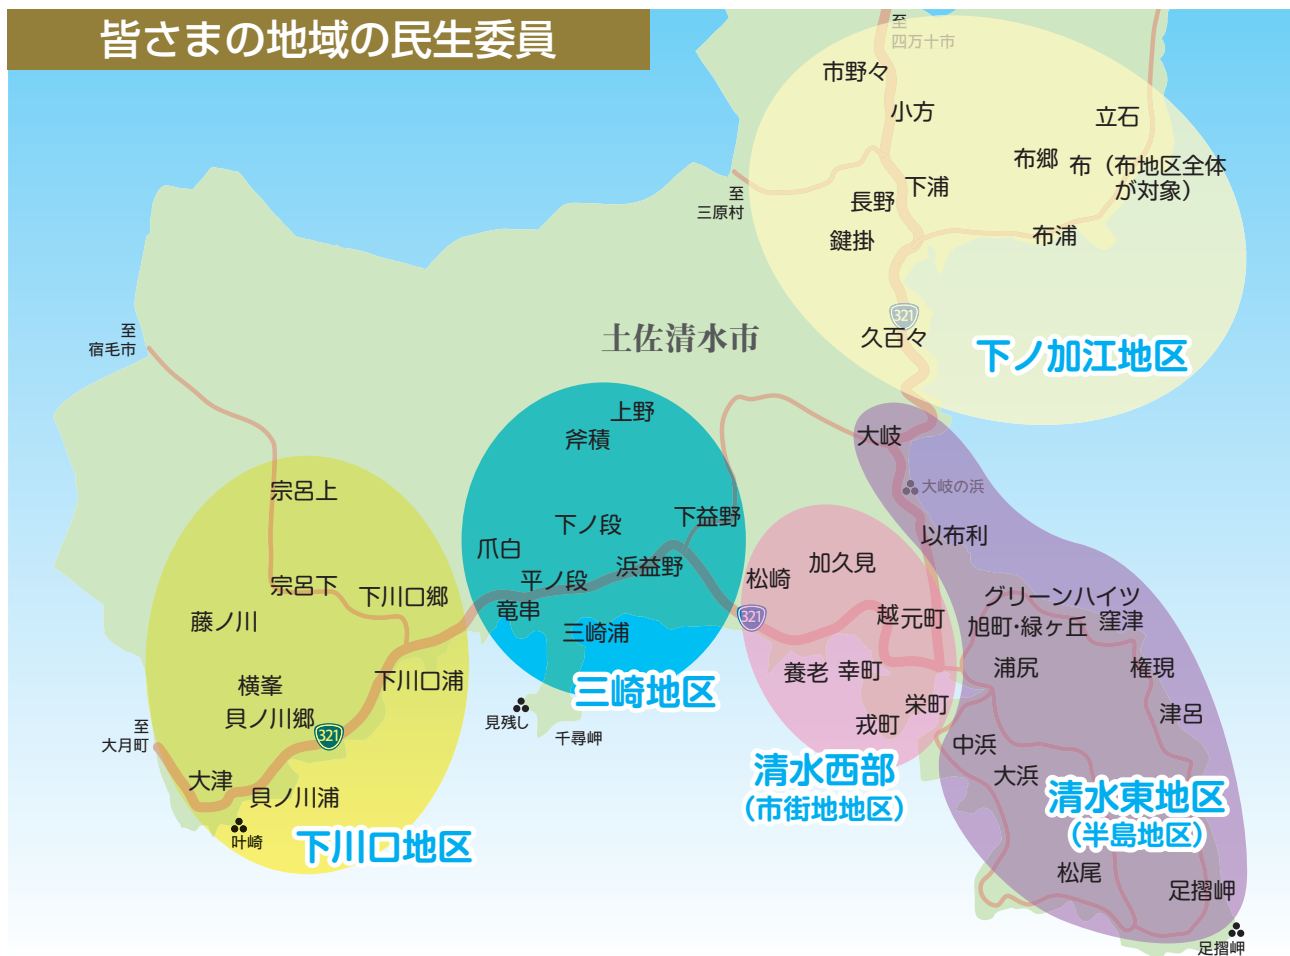 皆さまの地域の民生委員
至
四万十市
市野々
小方
立石
布郷
布（布地区全体
が対象）
下浦
長野
至
三原村
鍵掛
布浦
321
久百々
下ノ加江地区
土佐清水市
至
宿毛市
上野
斧積
下ノ段
下益野
爪白
平ノ段
浜益野
竜串
三崎浦
三崎地区
見残し
千尋岬
大岐
大岐の浜
以布利
グリーンハイツ
旭町・緑ヶ丘
窪津
浦尻
権現
津呂
中浜
大浜
清水東地区
（半島地区）
松尾
足摺岬
足摺岬
松崎
加久見
321
越
元町
養老
幸町
栄町
戎町
清水西部
（市街地地区）
宗呂上
宗呂下
下川口郷
藤ノ川
横峯
下川口浦
貝ノ川郷
321
至
大月町
大津
貝ノ川浦
叶崎
下川口地区